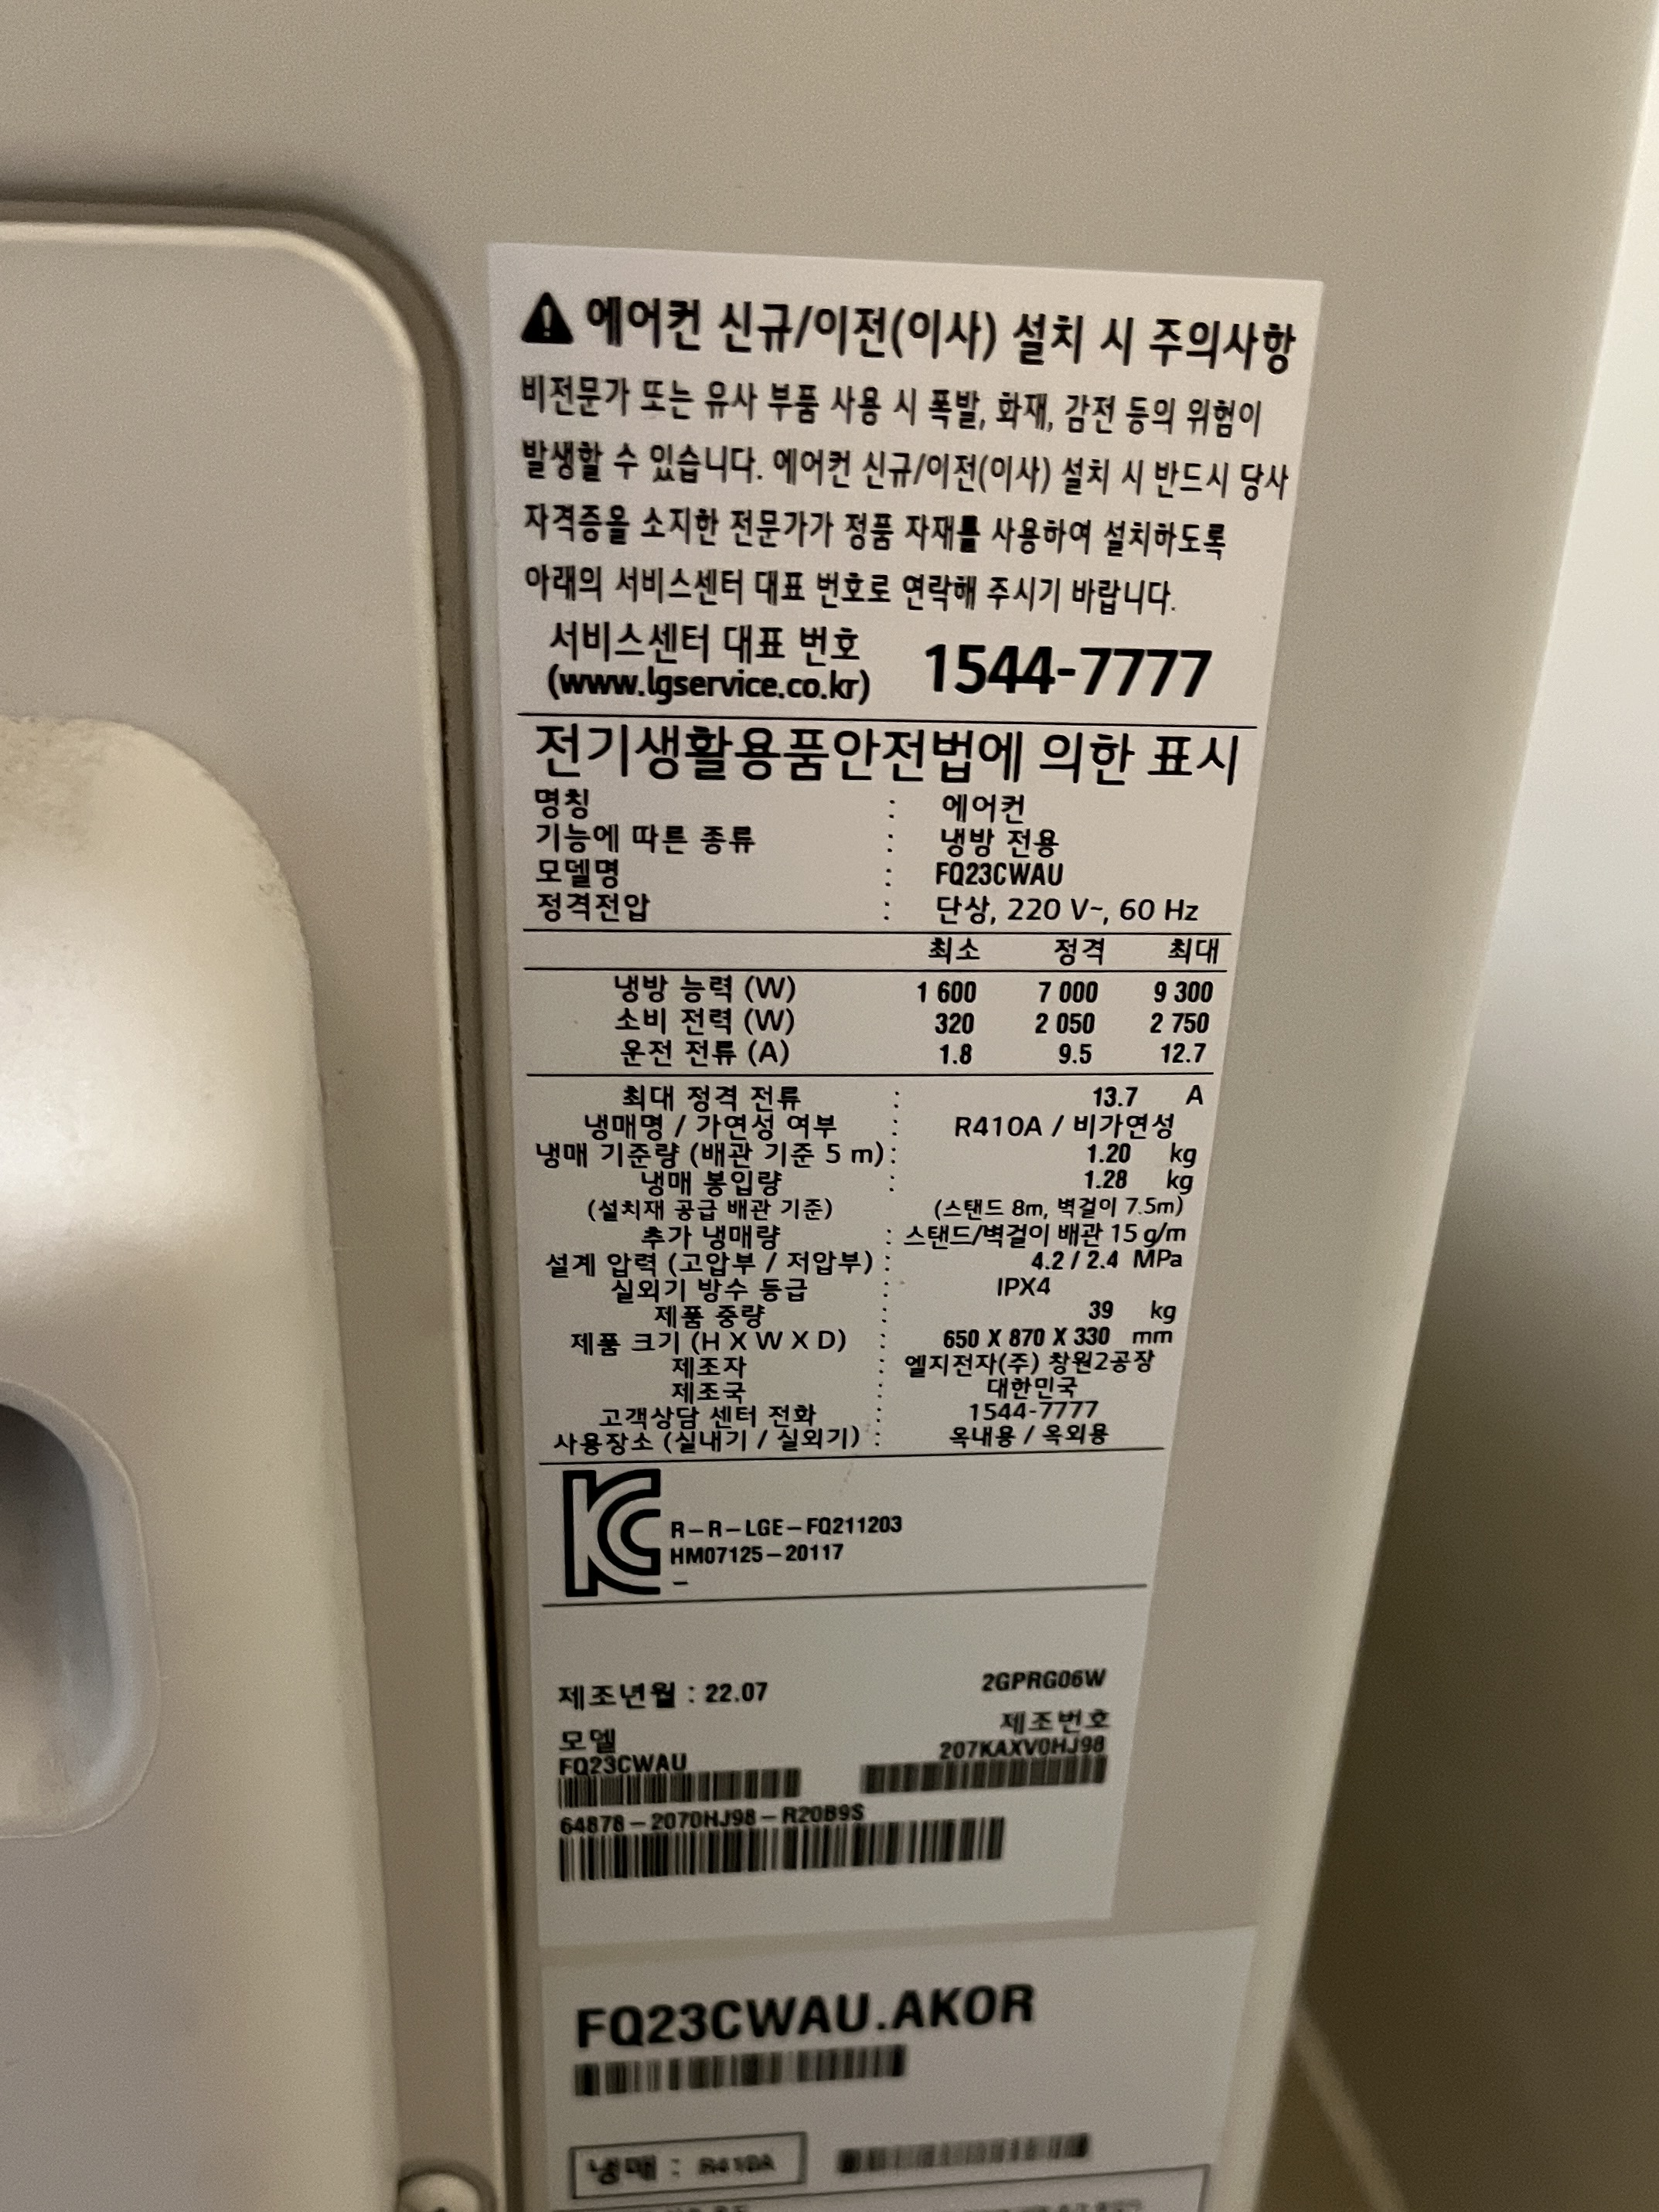 에어컨 신규/이전(이사) 설치 시 주의사항
비전문가 또는 유사 부품 사용 시 폭발, 화재, 감전 등의 위험이
발생할 수 있습니다. 에어컨 신규/이전(이사) 설치 시 반드시 당사
자격증을 소지한 전문가가 정품 자재를 사용하여 설치하도록
아래의 서비스센터 대표 번호로 연락해 주시기 바랍니다.
서비스센터 대표 번호 1544-7777
(www.lgservice.co.kr)
전기생활용품안전법에 의한 표시
명칭 : 에어컨
기능에 따른 종류 : 냉방 전용
모델명 : FQ23CWAU
정격전압 : 단상, 220 V~, 60 Hz
최소 정격 최대
냉방 능력 (W) 1 600 7 000 9 300
소비 전력 (W) 320 2 050 2 750
운전 전류 (A) 1.8 9.5 12.7
최대 정격 전류 : 13.7 A
냉매명 / 가연성 여부 : R410A / 비가연성
냉매 기준량 (배관 기준 5 m) : 1.20 kg
냉매 봉입량 : 1.28 kg
(설치재 공급 배관 기준) (스탠드 8m, 벽걸이 7.5m)
추가 냉매량 : 스탠드/벽걸이 배관 15 g/m
설계 압력 (고압부 / 저압부) : 4.2 / 2.4 MPa
실외기 방수 등급 : IPX4
제품 중량 : 39 kg
제품 크기 (H X W X D) : 650 X 870 X 330 mm
제조자 : 엘지전자(주) 창원2공장
제조국 : 대한민국
고객상담 센터 전화 : 1544-7777
사용장소 (실내기 / 실외기) : 옥내용 / 옥외용
R-R-LGE-FQ211203
HM07125-20117
-
제조년월 : 22.07 2GPRG06W
모델 제조번호
FQ23CWAU 207KAXV0HJ98
64878-2070HJ98-R20B9S
FQ23CWAU.AKOR
냉매 : R410A